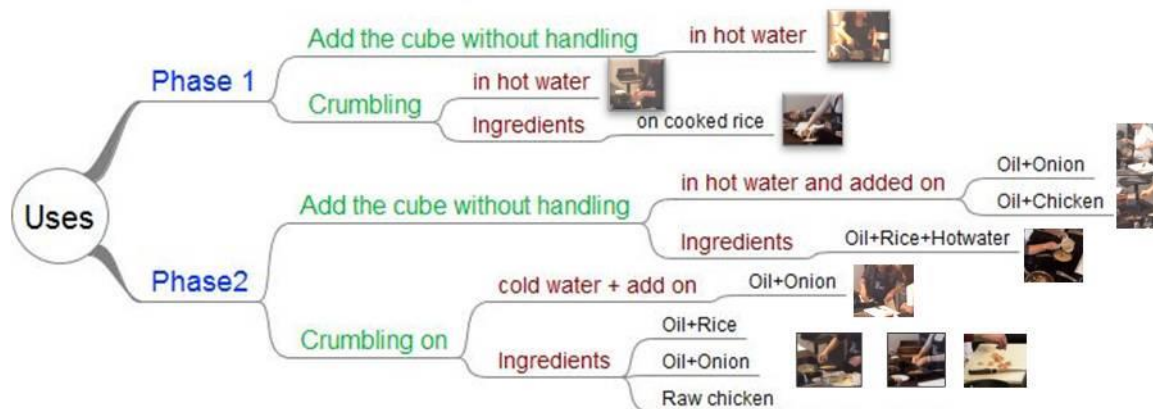 Uses
Phase 1
Add the cube without handling
in hot water
Crumbling
in hot water
Ingredients
on cooked rice
Phase2
Add the cube without handling
in hot water and added on
Oil+Onion
Oil+Chicken
Ingredients
Oil+Rice+Hotwater
Crumbling on
cold water + add on
Oil+Onion
Ingredients
Oil+Rice
Oil+Onion
Raw chicken